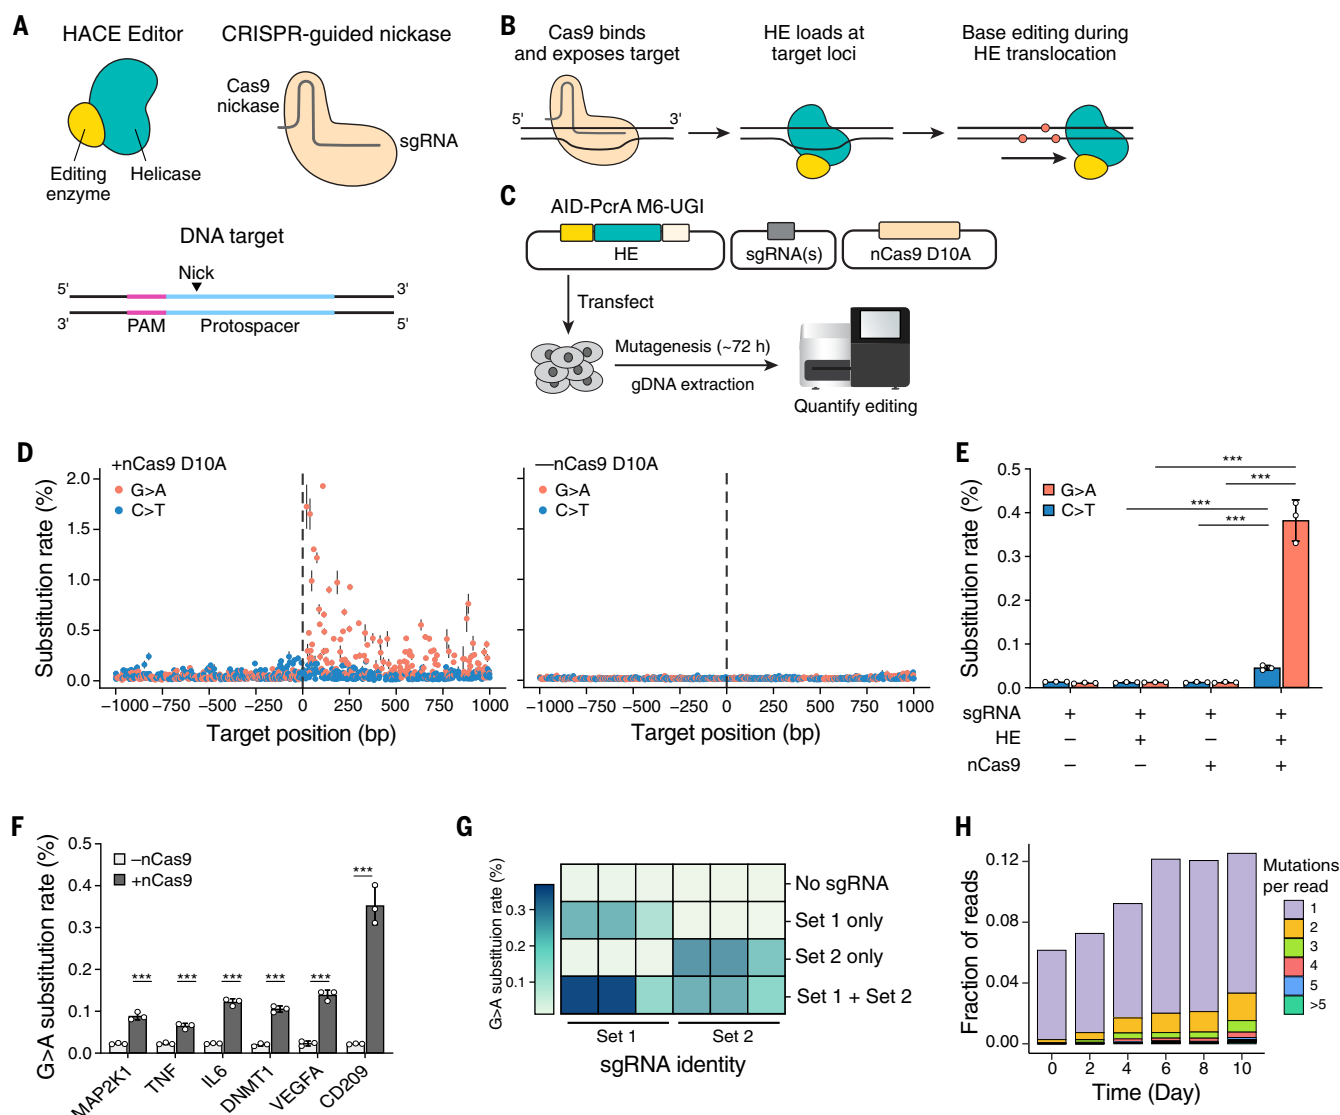 A
HACE Editor
CRISPR-guided nickase
Cas9
nickase
sgRNA
Editing
enzyme
Helicase
DNA target
Nick
5'
3'
3'
PAM
Protospacer
5'
B
Cas9 binds
and exposes target
HE loads at
target loci
Base editing during
HE translocation
5'
3'
C
AID-PcrA M6-UGI
HE
sgRNA(s)
nCas9 D10A
Transfect
Mutagenesis (~72 h)
gDNA extraction
Quantify editing
D
+nCas9 D10A
G>A
C>T
Substitution rate (%)
2.0
1.5
1.0
0.5
0.0
−1000 −750 −500 −250 0 250 500 750 1000
Target position (bp)
—nCas9 D10A
G>A
C>T
−1000 −750 −500 −250 0 250 500 750 1000
Target position (bp)
E
Substitution rate (%)
0.5
0.4
0.3
0.2
0.1
0.0
G>A
C>T
***
***
***
***
sgRNA + + + +
HE − + − +
nCas9 − − + +
F
G>A substitution rate (%)
0.5
0.4
0.3
0.2
0.1
0.0
−nCas9
+nCas9
*** *** *** *** *** ***
MAP2K1 TNF IL6 DNMT1 VEGFA CD209
G
G>A substituion rate (%)
0.3
0.2
0.1
No sgRNA
Set 1 only
Set 2 only
Set 1 + Set 2
Set 1 Set 2
sgRNA identity
H
Fraction of reads
0.12
0.08
0.04
0.00
0 2 4 6 8 10
Time (Day)
Mutations
per read
1
2
3
4
5
>5